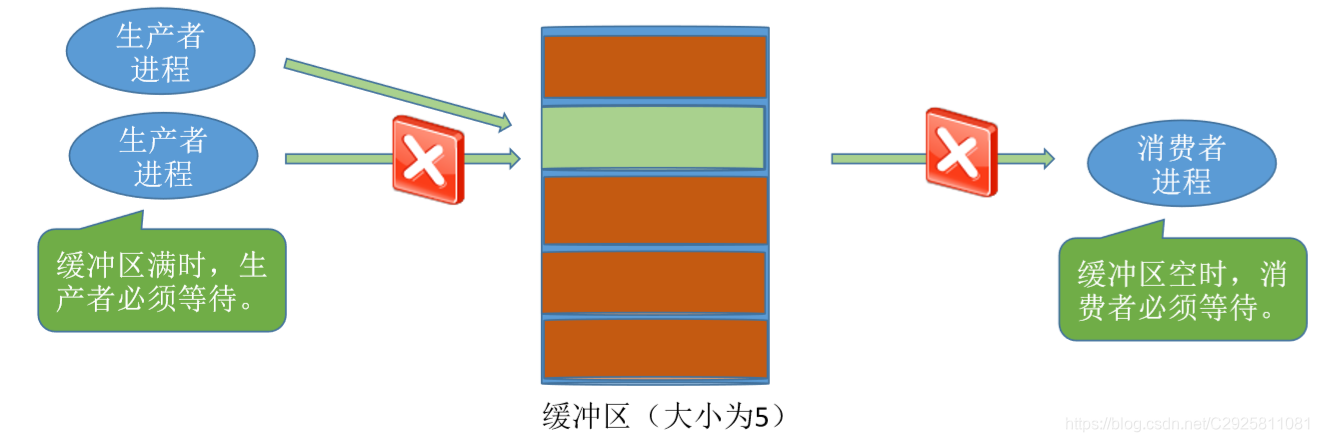 生产者
进程
生产者
进程
缓冲区满时，生
产者必须等待。
消费者
进程
缓冲区空时，消
费者必须等待。
缓冲区（大小为5）
https://blog.csdn.net/C2925811081